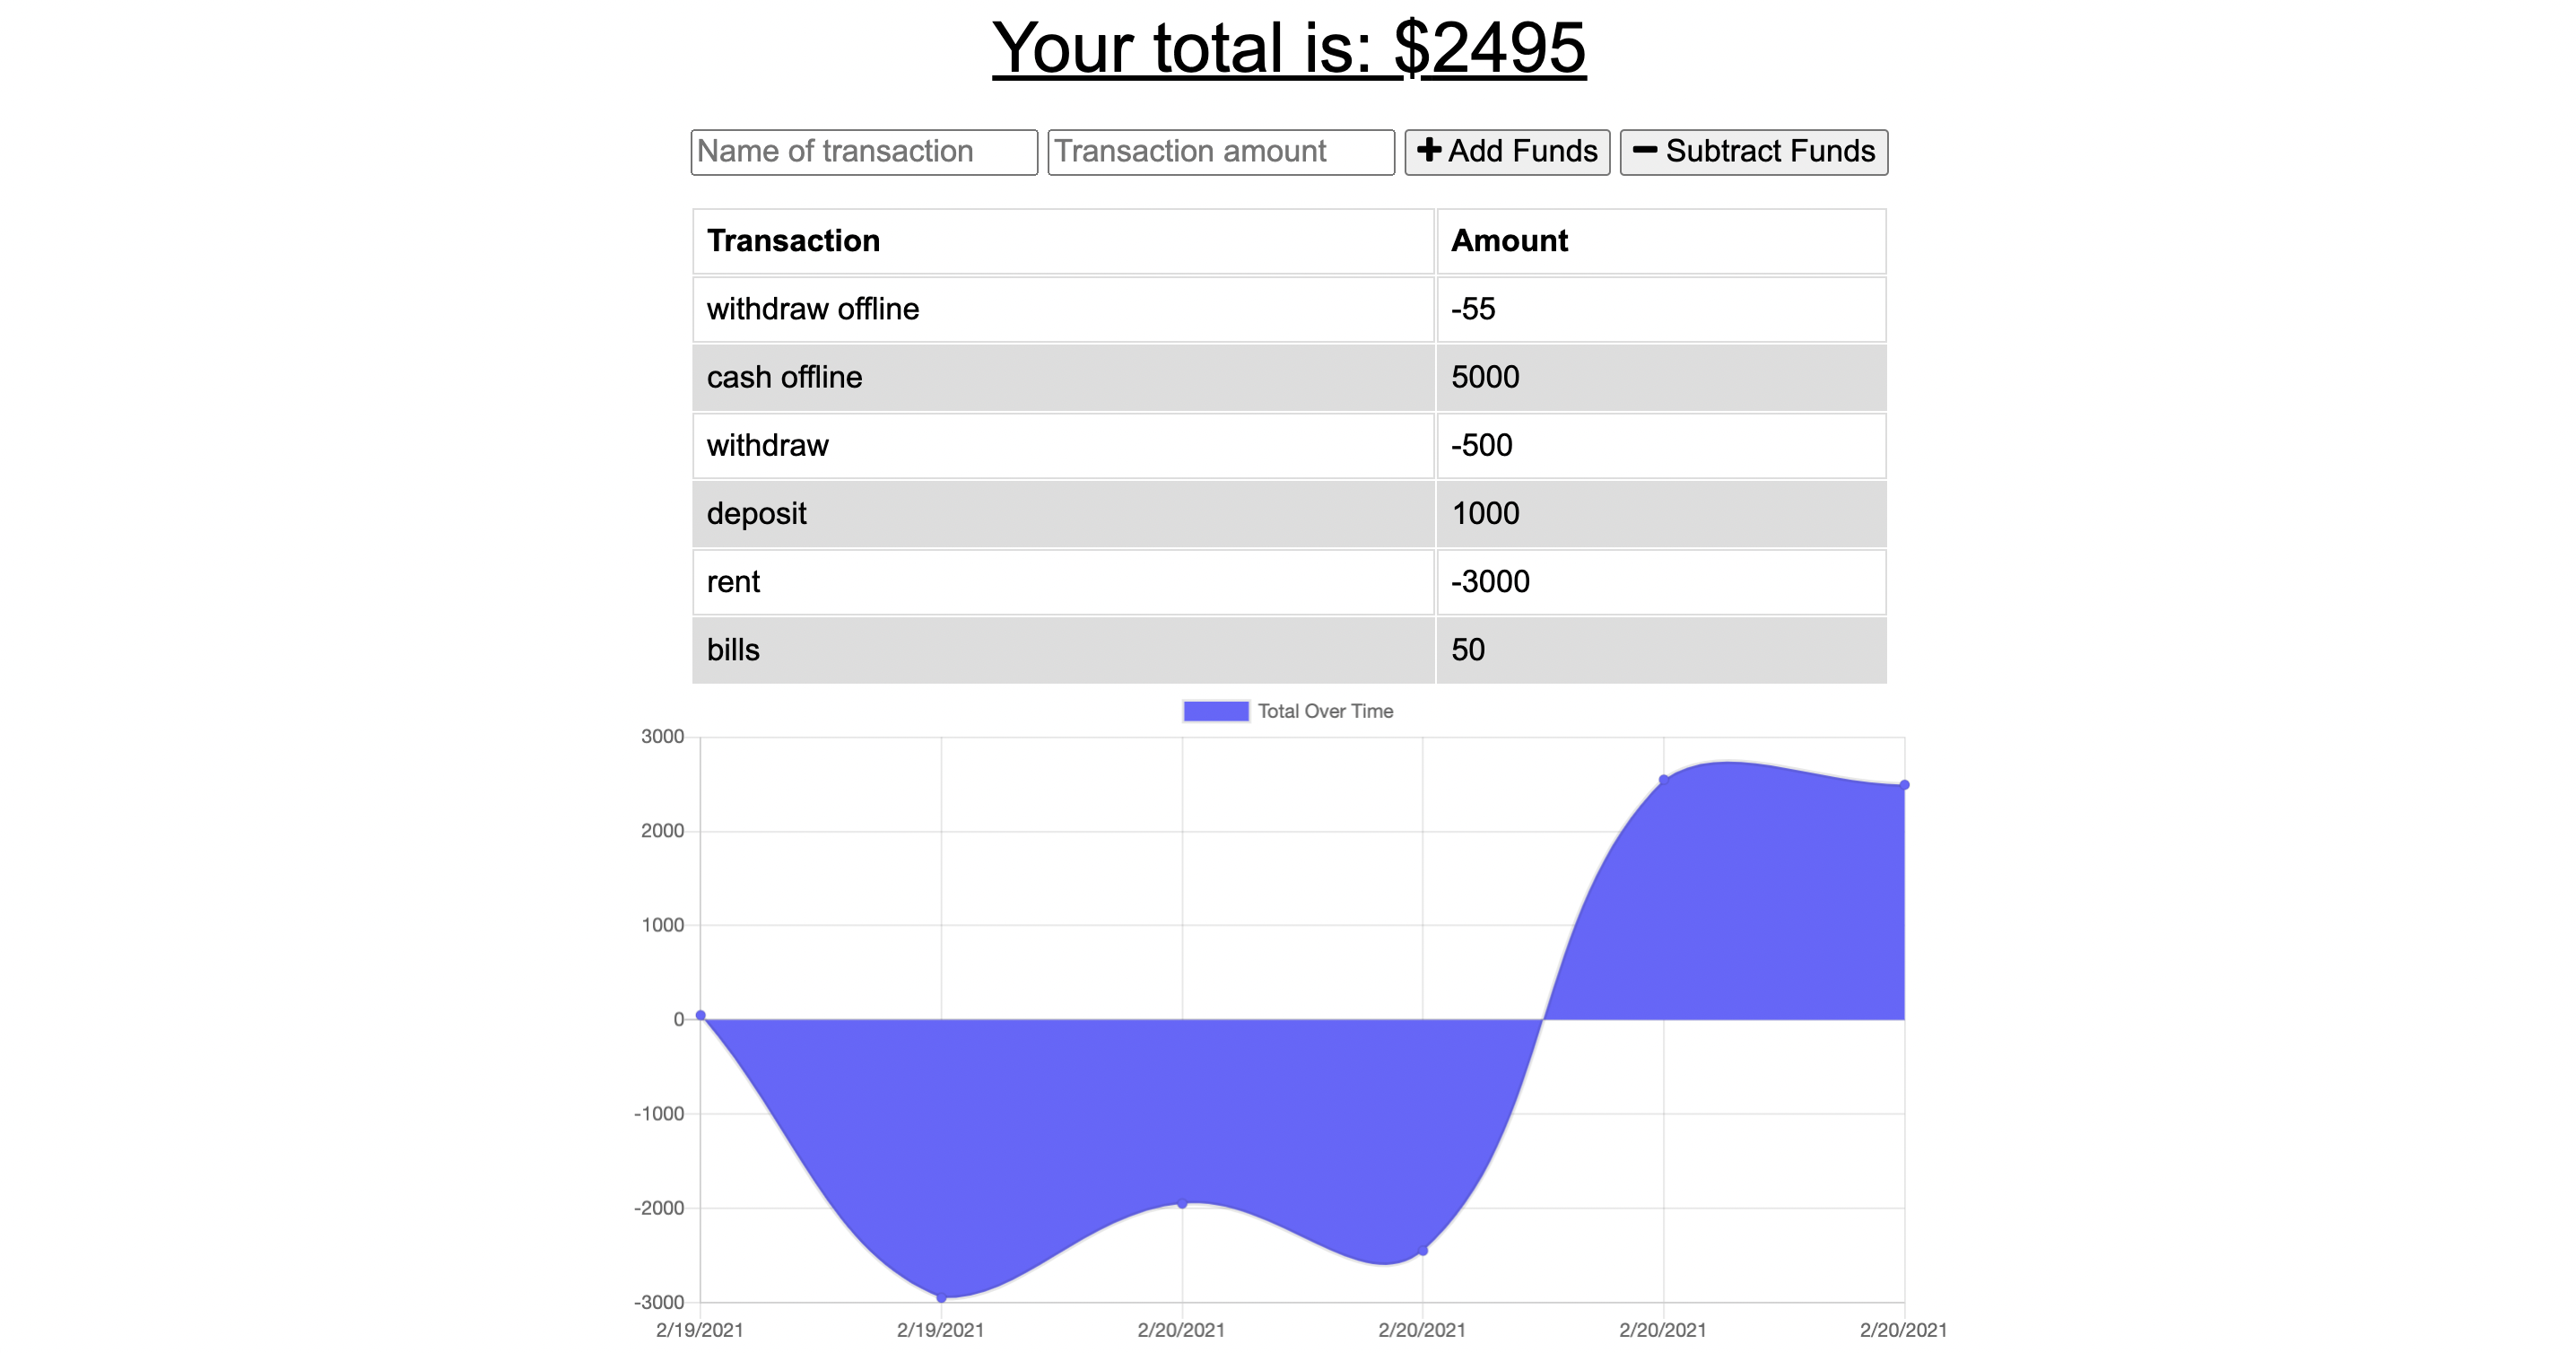 Your total is: $2495
Name of transaction Transaction amount Add Funds Subtract Funds
Transaction Amount
withdraw offline -55
cash offline 5000
withdraw -500
deposit 1000
rent -3000
bills 50
Total Over Time
3000
2000
1000
0
-1000
-2000
-3000
2/19/2021 2/19/2021 2/20/2021 2/20/2021 2/20/2021 2/20/2021